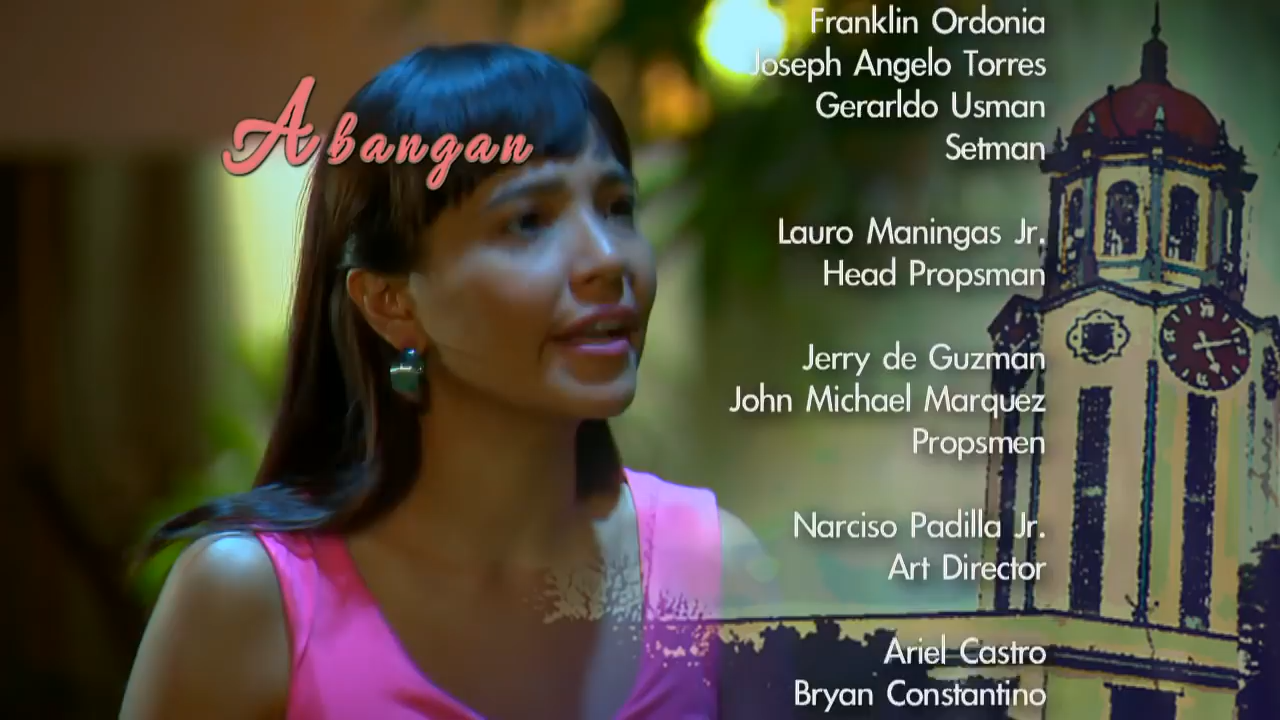 Abangan
Franklin Ordonia
Joseph Angelo Torres
Gerarldo Usman
Setman
Lauro Maningas Jr.
Head Propsman
Jerry de Guzman
John Michael Marquez
Propsmen
Narciso Padilla Jr.
Art Director
Ariel Castro
Bryan Constantino